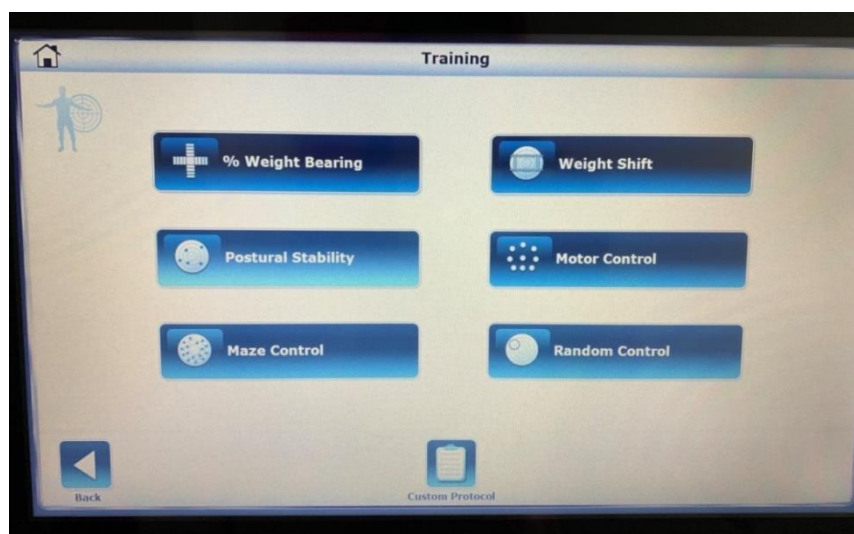 Training
% Weight Bearing
Weight Shift
Postural Stability
Motor Control
Maze Control
Random Control
Back
Custom Protocol